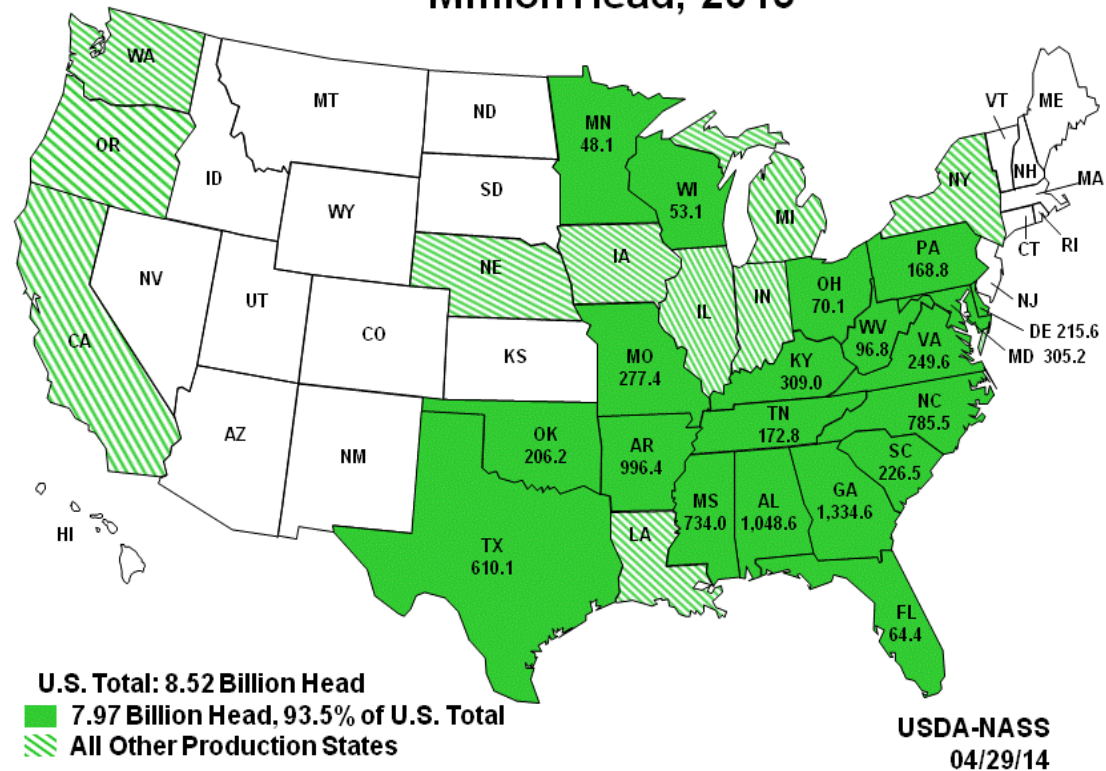 Million Head, 2013
WA
MT
ND
MN
48.1
VT
ME
OR
ID
SD
WI
53.1
NY
NH
MA
WY
MI
CT
RI
NV
NE
IA
PA
168.8
NJ
UT
CO
IL
IN
OH
70.1
DE 215.6
CA
KS
MO
277.4
KY
309.0
WV
96.8
VA
249.6
MD 305.2
AZ
NM
OK
206.2
AR
996.4
TN
172.8
NC
785.5
SC
226.5
HI
TX
610.1
LA
MS
734.0
AL
1,048.6
GA
1,334.6
FL
64.4
U.S. Total: 8.52 Billion Head
7.97 Billion Head, 93.5% of U.S. Total
All Other Production States
USDA-NASS
04/29/14